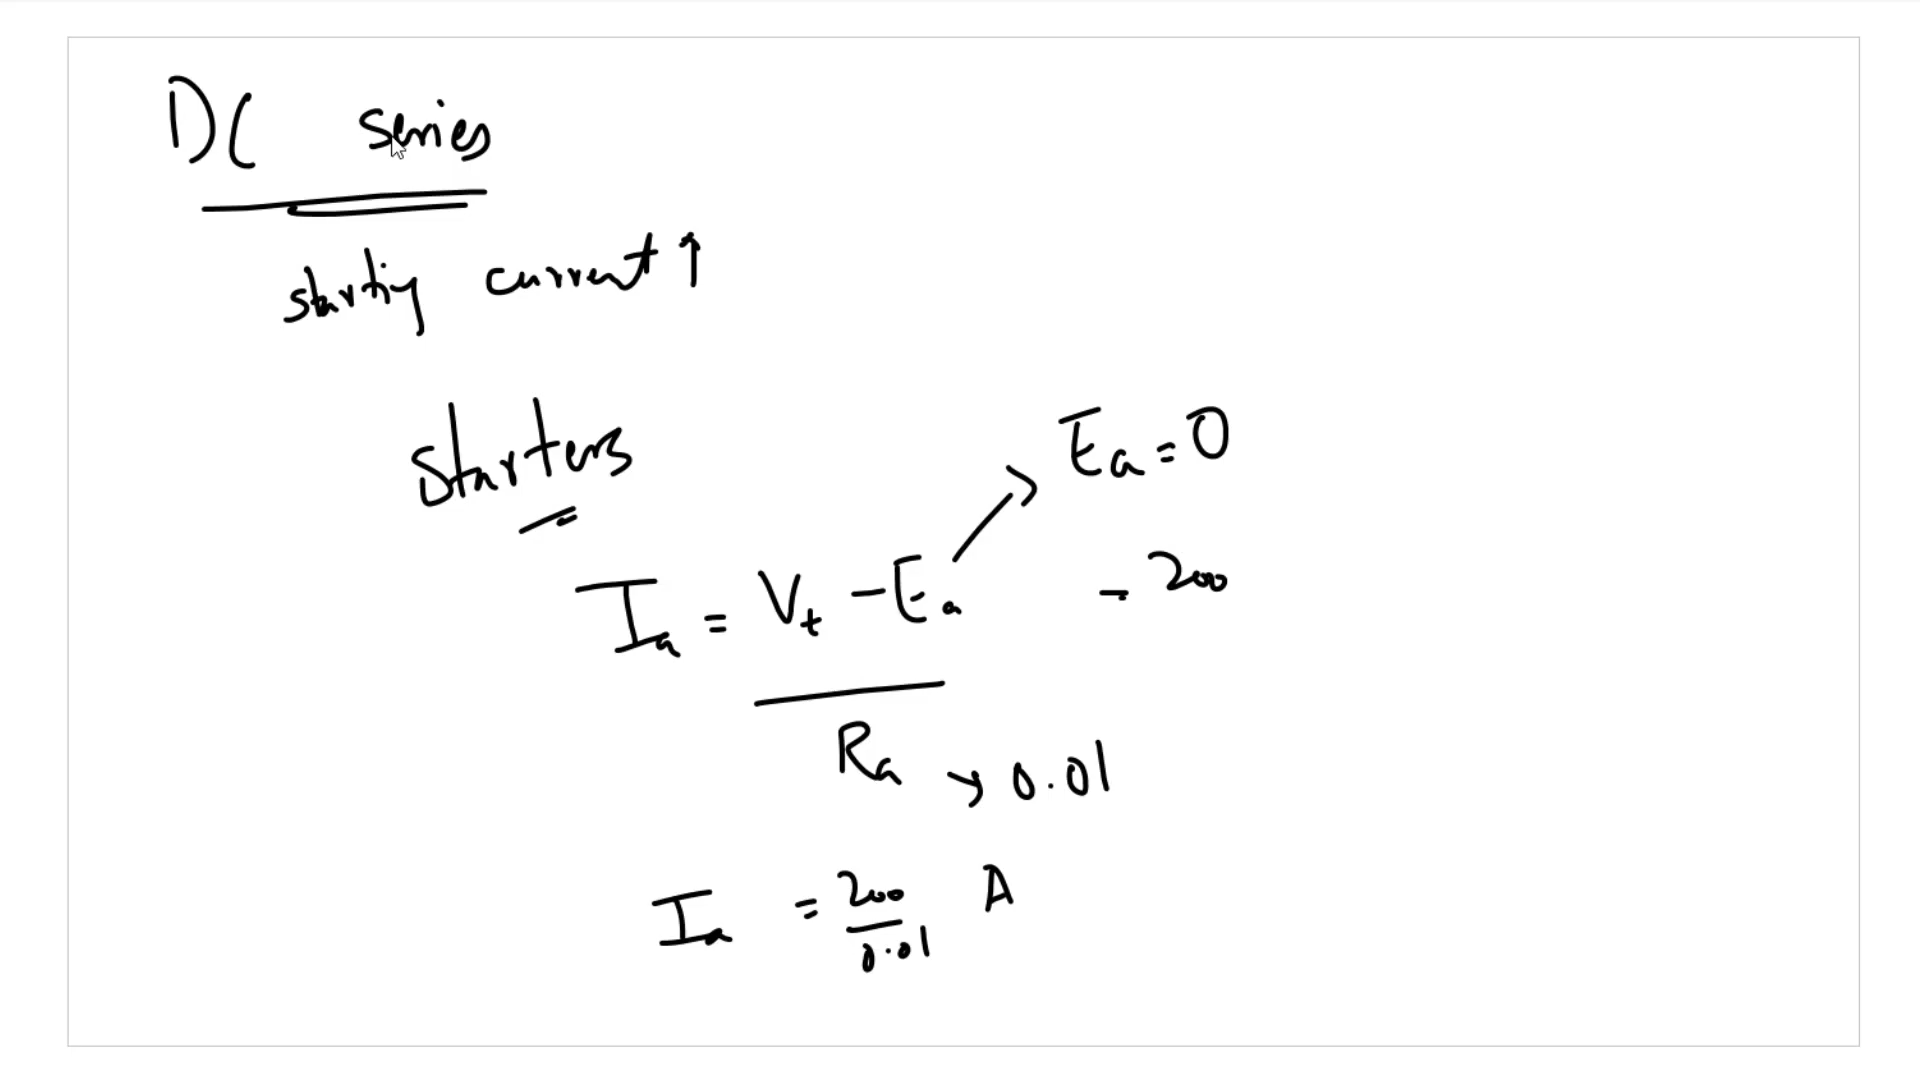 DC series
starting current ↑
Starters
Ea = 0
Ia = Vt - Ea
= 200
Ra → 0.01
Ia = 200/0.01 A